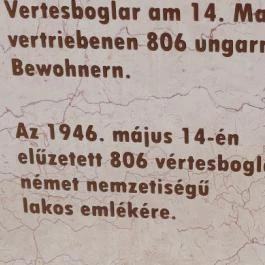 Vertesboglar am 14. Ma
vertriebenen 806 ungarn
Bewohnern.
Az 1946. május 14-én
elűzetett 806 vértesbogl
német nemzetiségű
lakos emlékére.